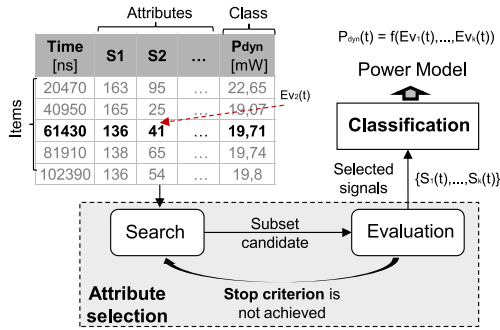 Attributes Class
Time [ns] S1 S2 ... Pdyn [mW]
20470 163 95 ... 22,65
40950 165 25 ... 19,07
61430 136 41 ... 19,71
81910 138 65 ... 19,74
102390 136 54 ... 19,8
Items
Ev₂(t)
Pdyn(t) = f(Ev₁(t),...,Evₖ(t))
Power Model
Classification
Selected
signals
{S₁(t),...,Sₖ(t)}
Search
Subset
candidate
Evaluation
Stop criterion is
not achieved
Attribute
selection